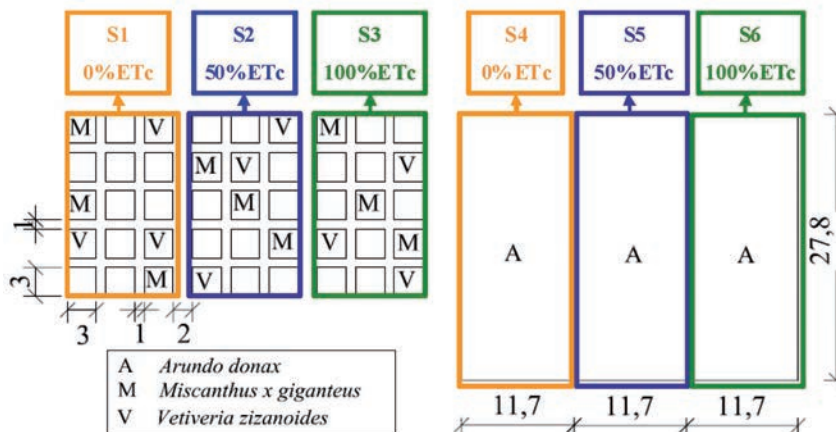 S1
0%ETc
S2
50%ETc
S3
100%ETc
S4
0%ETc
S5
50%ETc
S6
100%ETc
M V V M
M V V
M M M
V V M V M
M V V
1
3
3 1 2
A A A
27,8
11,7 11,7 11,7
A Arundo donax
M Miscanthus x giganteus
V Vetiveria zizanoides